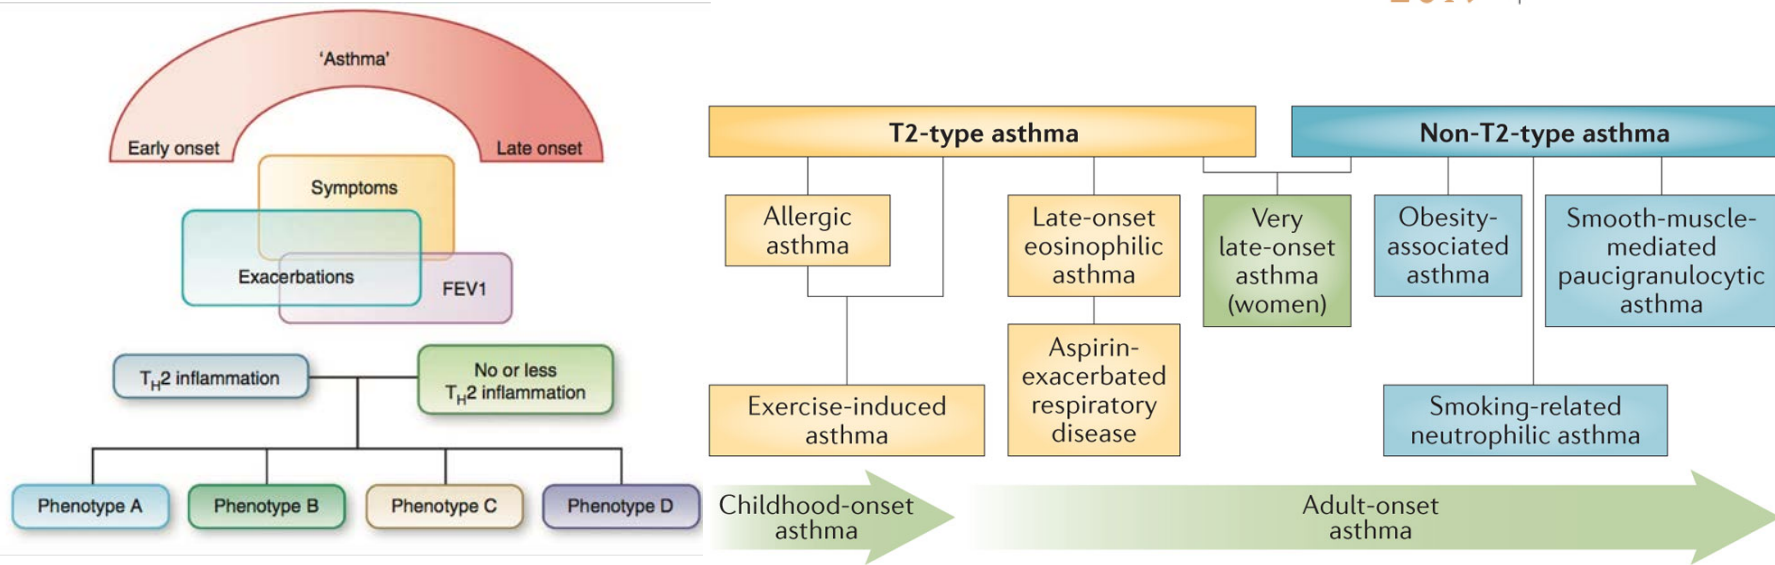 ‘Asthma’
Early onset
Late onset
Symptoms
Exacerbations
FEV1
TH2 inflammation
No or less
TH2 inflammation
Phenotype A
Phenotype B
Phenotype C
Phenotype D
T2-type asthma
Non-T2-type asthma
Allergic
asthma
Late-onset
eosinophilic
asthma
Very
late-onset
asthma
(women)
Obesity-
associated
asthma
Smooth-muscle-
mediated
paucigranulocytic
asthma
Aspirin-
exacerbated
respiratory
disease
Exercise-induced
asthma
Smoking-related
neutrophilic asthma
Childhood-onset
asthma
Adult-onset
asthma